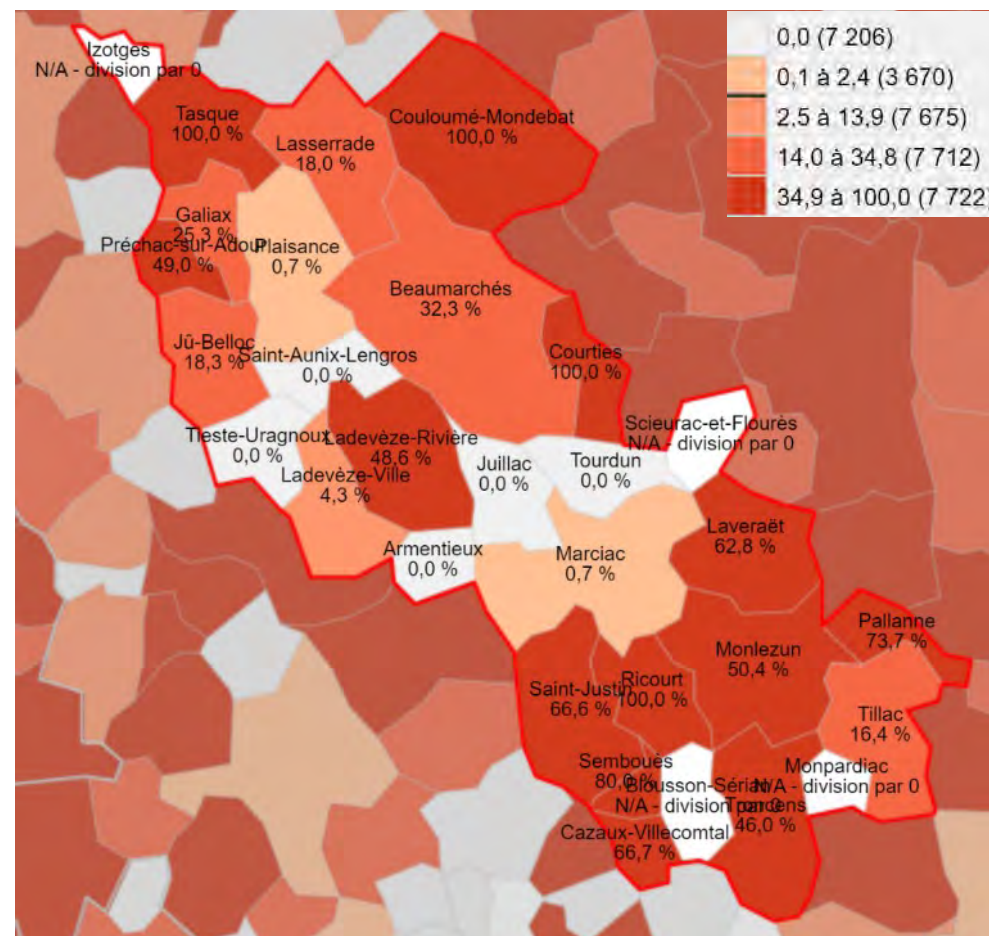 0,0 (7 206)
0,1 à 2,4 (3 670)
2,5 à 13,9 (7 675)
14,0 à 34,8 (7 712)
34,9 à 100,0 (7 722)
Izotges
N/A - division par 0
Tasque
100,0 %
Couloumé-Mondebat
100,0 %
Lasserrade
18,0 %
Galiax
25,3 %
Préchac-sur-Adour
49,0 %
Plaisance
0,7 %
Beaumarchés
32,3 %
Jû-Belloc
18,3 %
Saint-Aunix-Lengros
0,0 %
Courties
100,0 %
Tieste-Uragnoux
0,0 %
Ladevèze-Rivière
48,6 %
Ladevèze-Ville
4,3 %
Juillac
0,0 %
Tourdun
0,0 %
Scieurac-et-Flourès
N/A - division par 0
Armentieux
0,0 %
Marciac
0,7 %
Laveraët
62,8 %
Pallanne
73,7 %
Monlezun
50,4 %
Saint-Justin
66,6 %
Ricourt
100,0 %
Tillac
16,4 %
Sembouès
80,0 %
Blousson-Sérian
N/A - division par 0
Monpardiac
N/A - division par 0
Troncens
46,0 %
Cazaux-Villecomtal
66,7 %